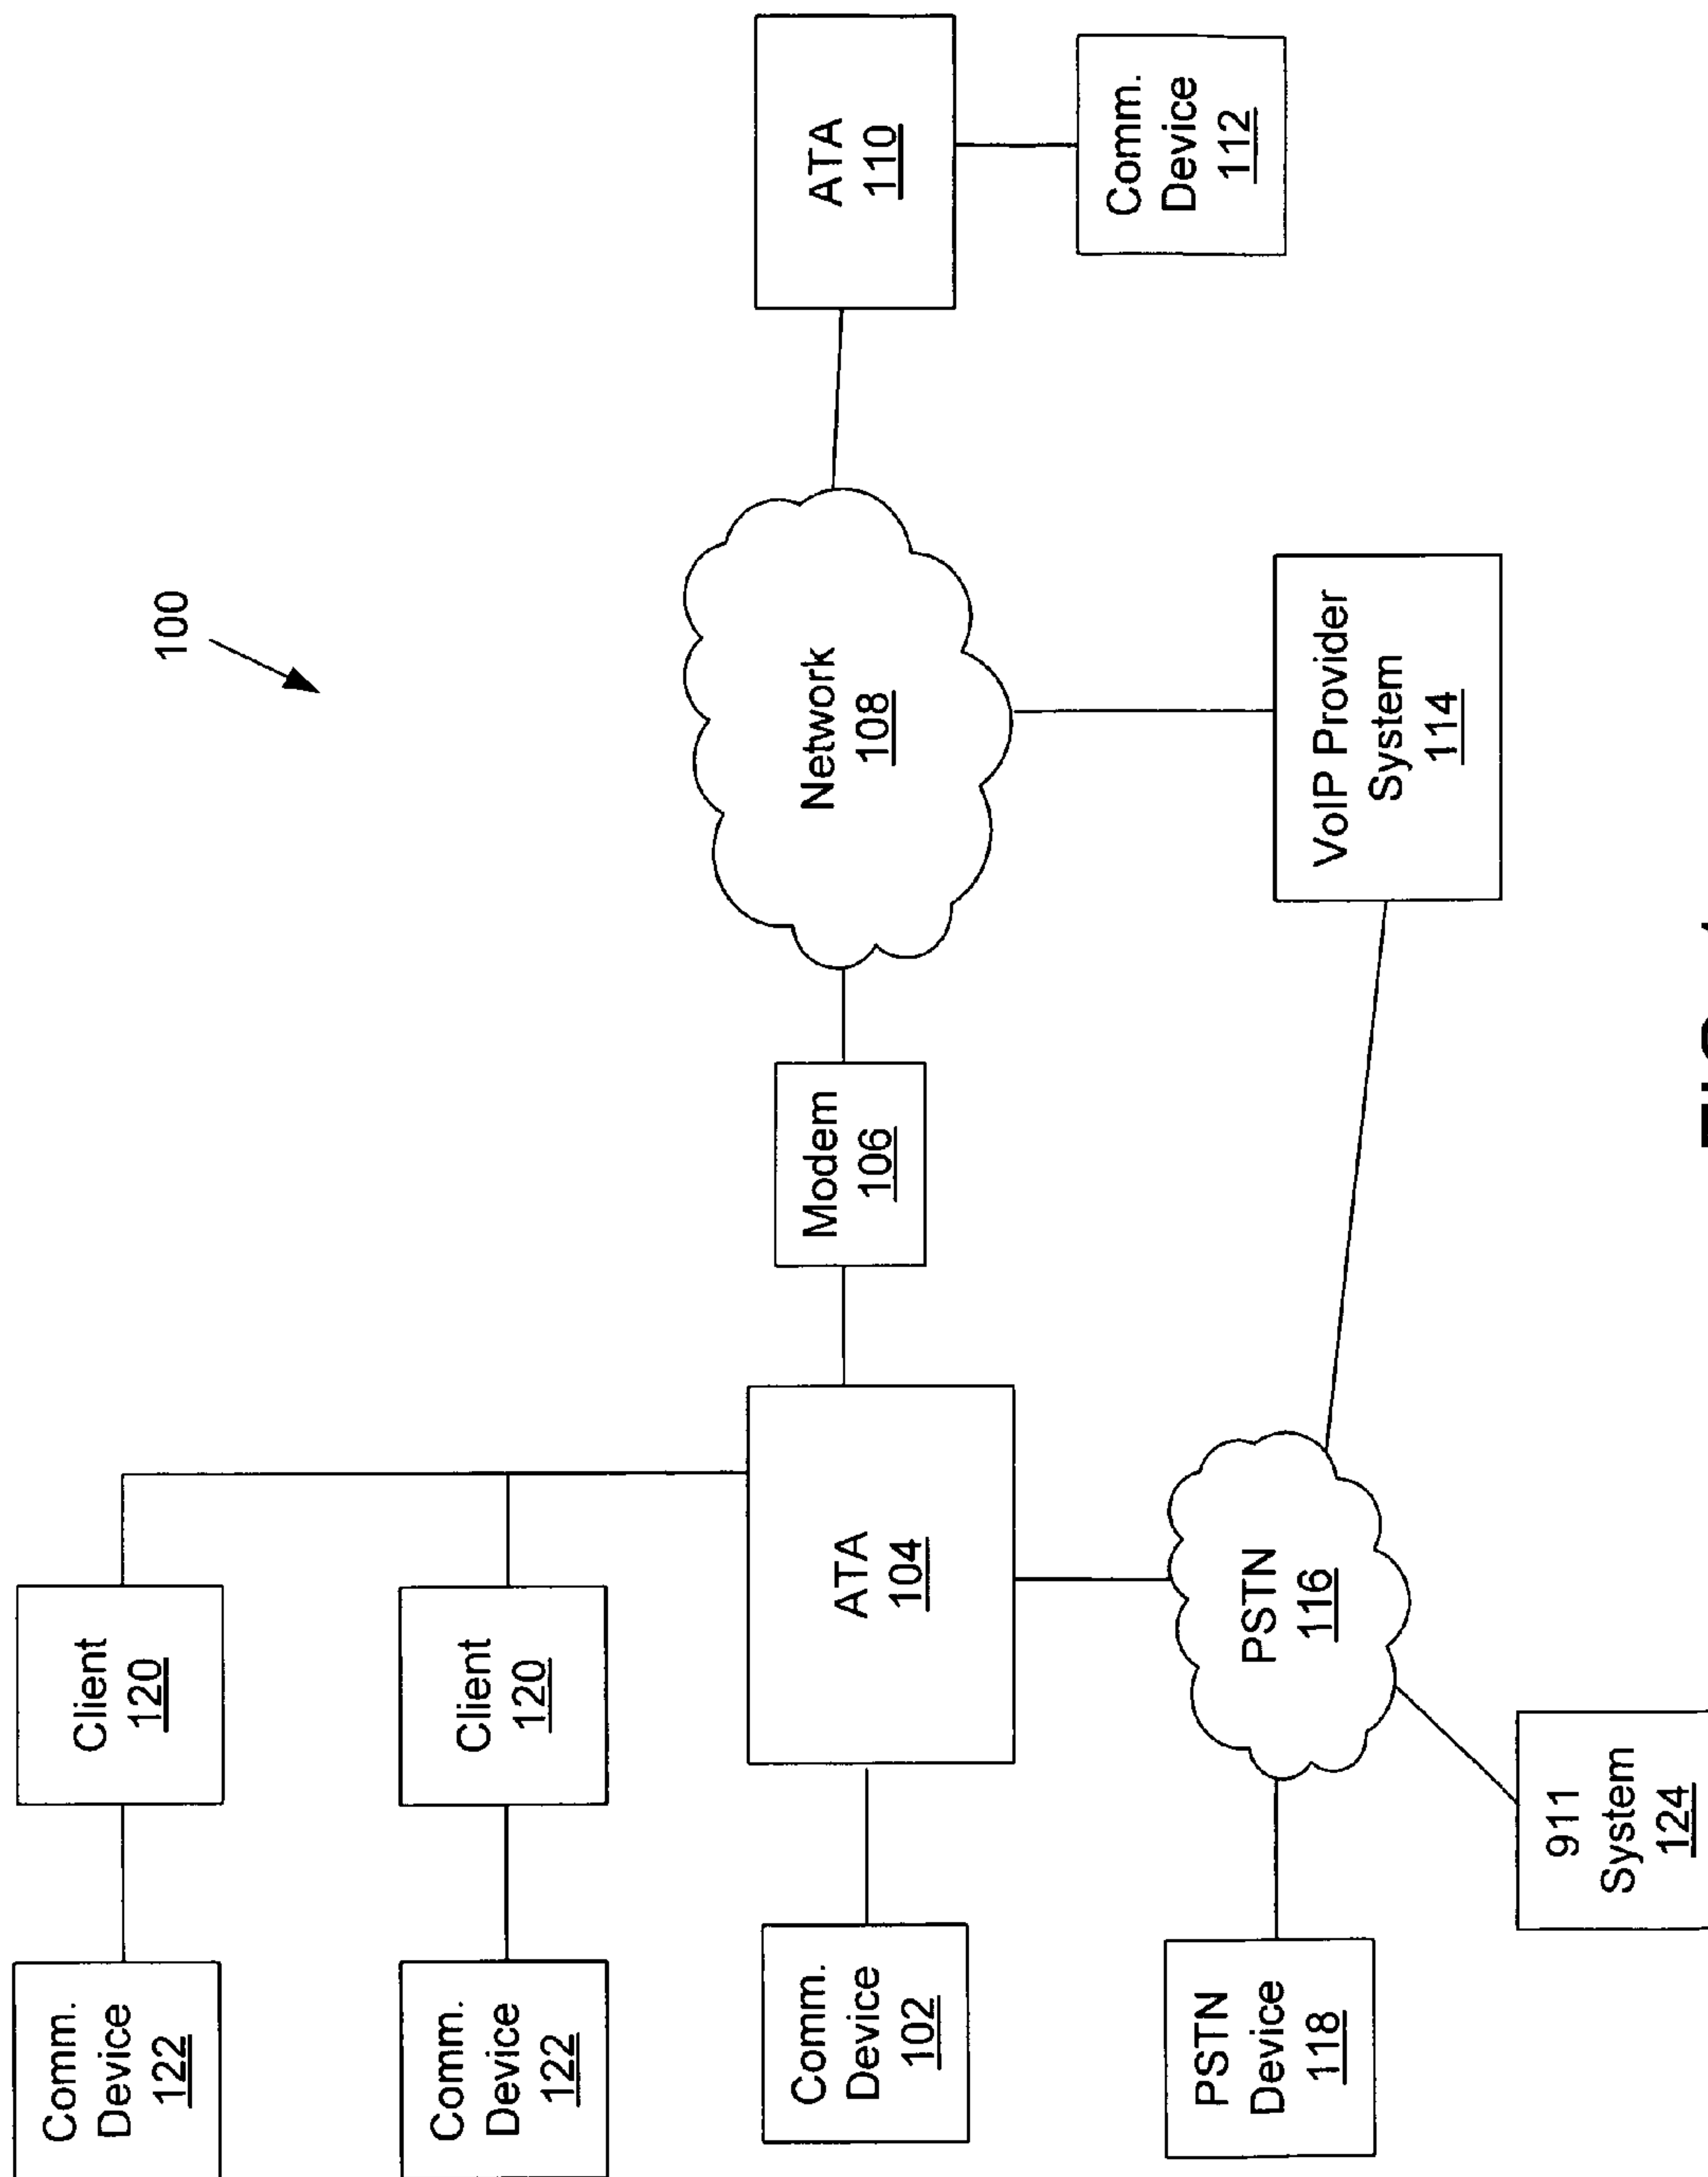 Comm.
Device
122
Client
120
100
Comm.
Device
122
Client
120
Comm.
Device
102
ATA
104
Modem
106
Network
108
ATA
110
Comm.
Device
112
PSTN
Device
118
PSTN
116
VoIP Provider
System
114
911
System
124